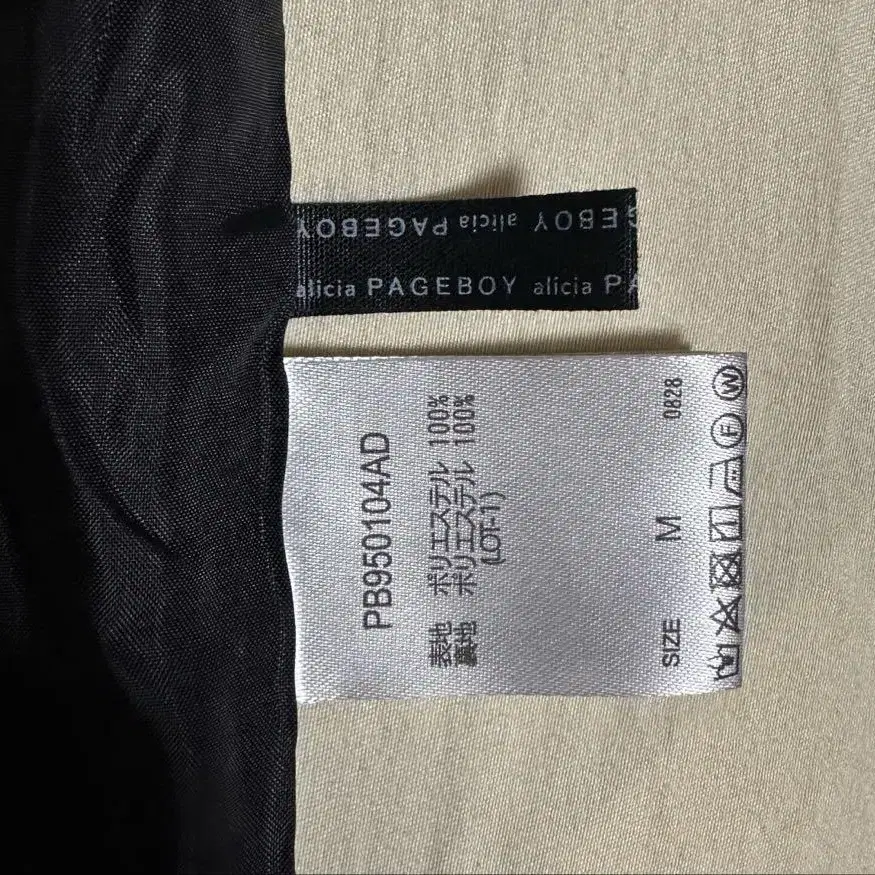 PAGEBOY alicia PAGEBOY
alicia PAGEBOY alicia PA
PB950104AD
表地 ポリエステル 100%
裏地 ポリエステル 100%
(LOT-1)
SIZE M 0828
F W